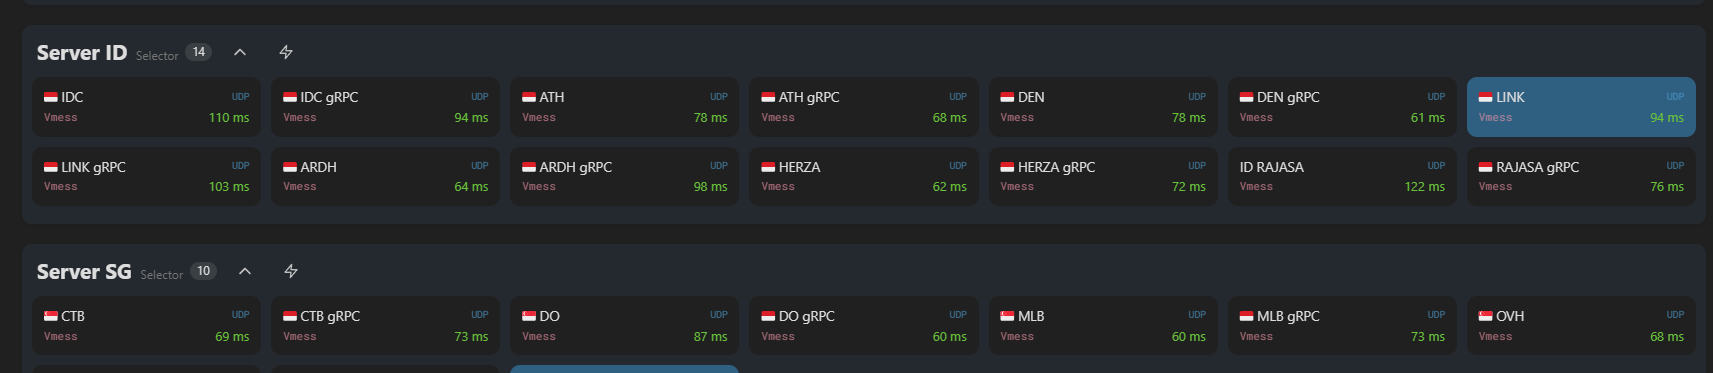 Server ID Selector 14
IDC UDP
Vmess 110 ms
IDC gRPC UDP
Vmess 94 ms
ATH UDP
Vmess 78 ms
ATH gRPC UDP
Vmess 68 ms
DEN UDP
Vmess 78 ms
DEN gRPC UDP
Vmess 61 ms
LINK UDP
Vmess 94 ms
LINK gRPC UDP
Vmess 103 ms
ARDH UDP
Vmess 64 ms
ARDH gRPC UDP
Vmess 98 ms
HERZA UDP
Vmess 62 ms
HERZA gRPC UDP
Vmess 72 ms
ID RAJASA UDP
Vmess 122 ms
RAJASA gRPC UDP
Vmess 76 ms
Server SG Selector 10
CTB UDP
Vmess 69 ms
CTB gRPC UDP
Vmess 73 ms
DO UDP
Vmess 87 ms
DO gRPC UDP
Vmess 60 ms
MLB UDP
Vmess 60 ms
MLB gRPC UDP
Vmess 73 ms
OVH UDP
Vmess 68 ms